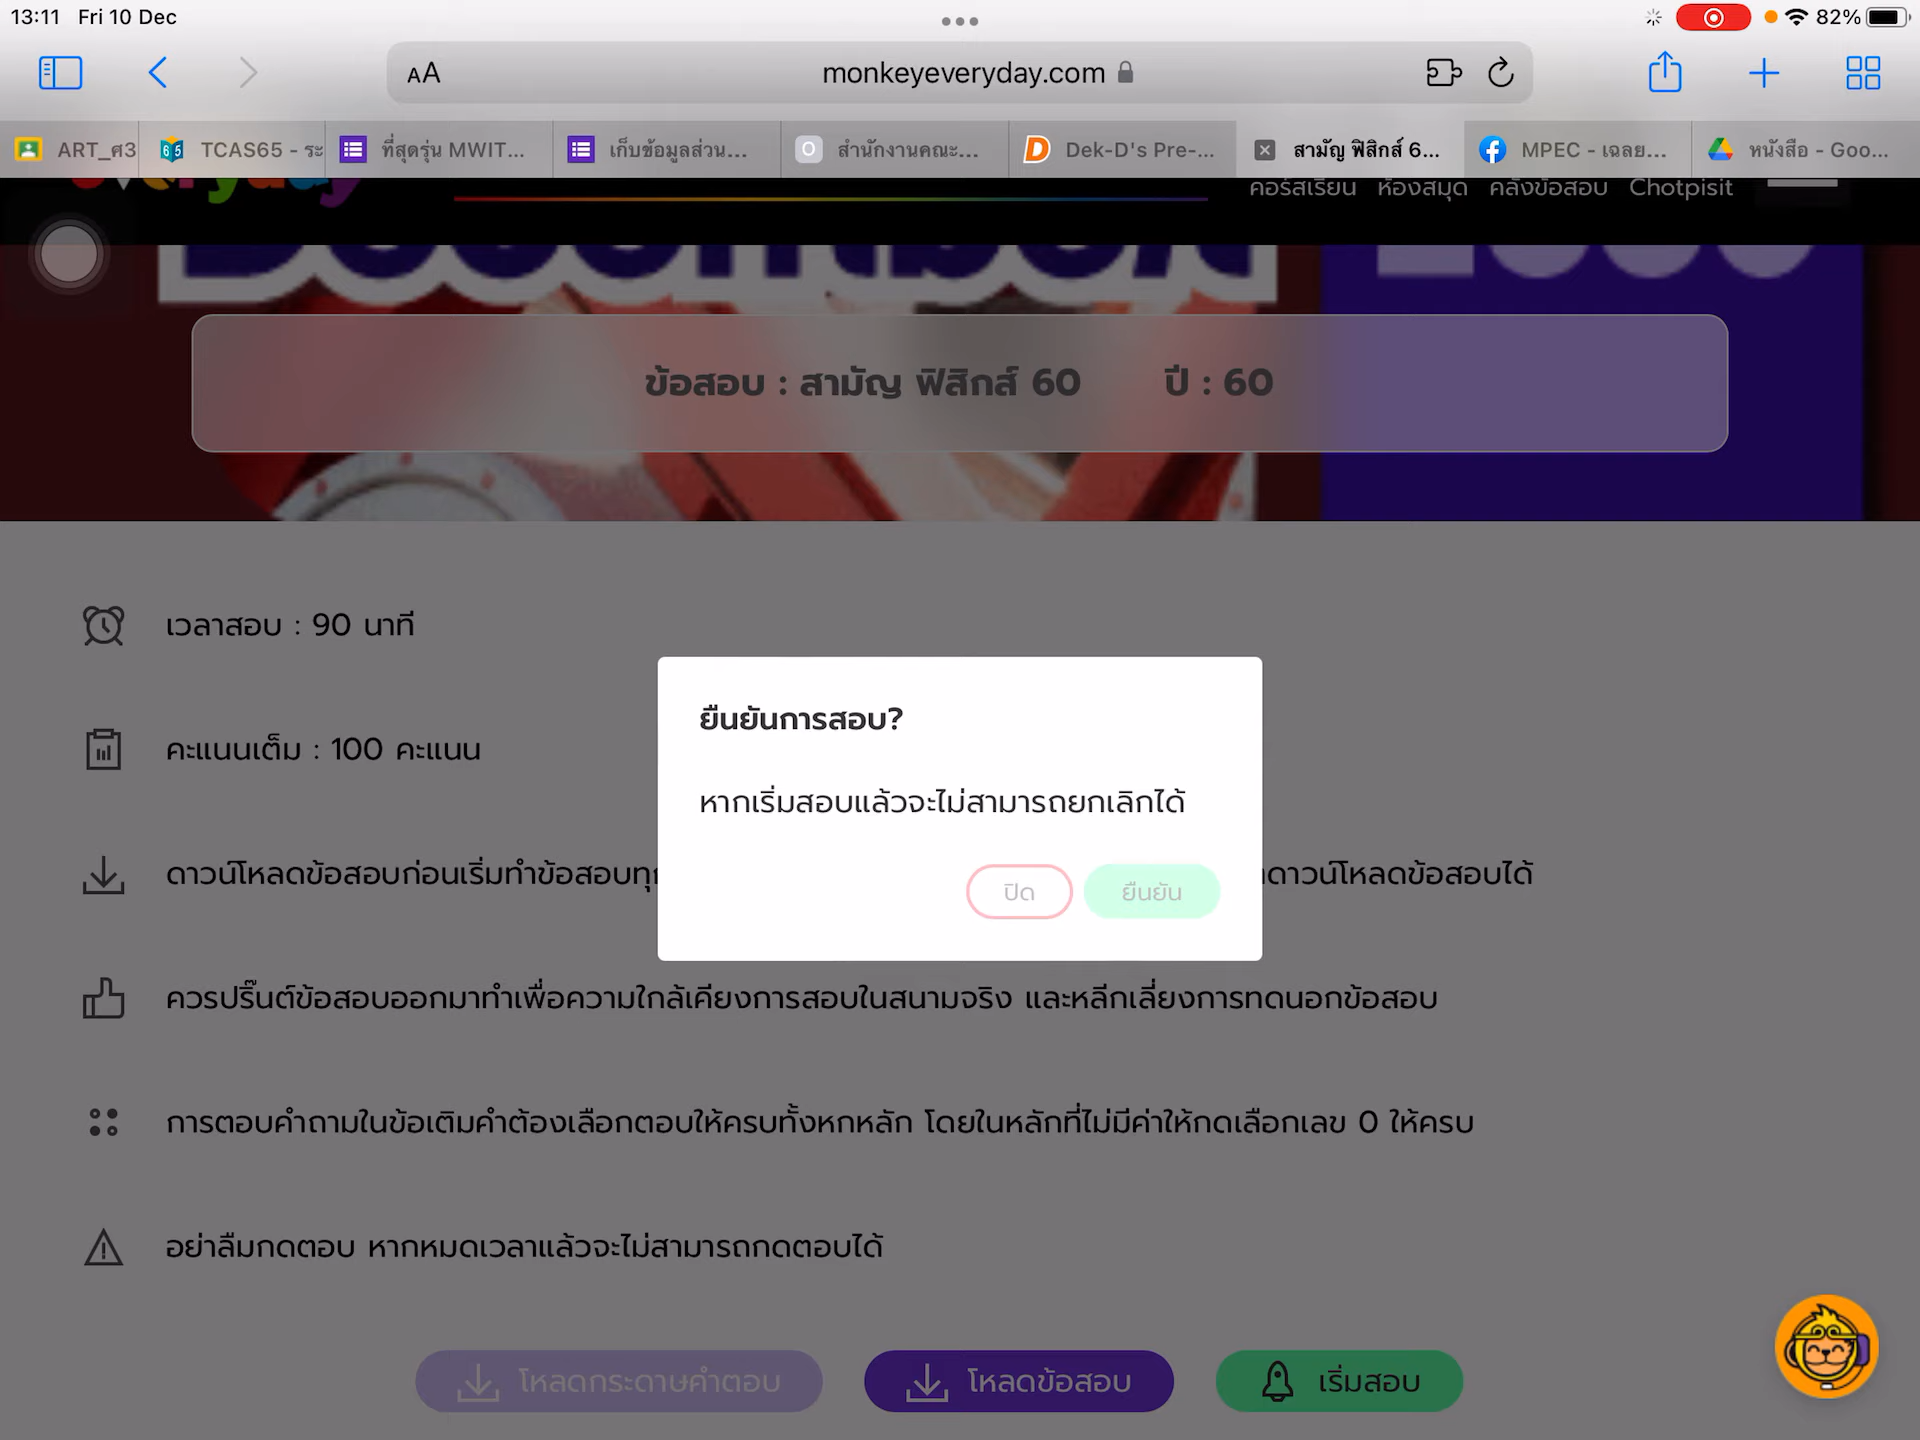 13:11 Fri 10 Dec
82%
AA monkeyeveryday.com
ART_ศ3 TCAS65 - ระ ที่สุดรุ่น MWIT... เก็บข้อมูลส่วน... สำนักงานคณะ... Dek-D's Pre-... สามัญ ฟิสิกส์ 6... MPEC - เฉลย... หนังสือ - Goo...
คอร์สเรียน ห้องสมุด คลังข้อสอบ Chotpisit
ข้อสอบ : สามัญ ฟิสิกส์ 60 ปี : 60
เวลาสอบ : 90 นาที
คะแนนเต็ม : 100 คะแนน
ยืนยันการสอบ?
หากเริ่มสอบแล้วจะไม่สามารถยกเลิกได้
ปิด ยืนยัน
ดาวน์โหลดข้อสอบก่อนเริ่มทำข้อสอบทุก ดาวน์โหลดข้อสอบได้
ควรปริ๊นต์ข้อสอบออกมาทำเพื่อความใกล้เคียงการสอบในสนามจริง และหลีกเลี่ยงการทดนอกข้อสอบ
การตอบคำถามในข้อเติมคำต้องเลือกตอบให้ครบทั้งหกหลัก โดยในหลักที่ไม่มีค่าให้กดเลือกเลข 0 ให้ครบ
อย่าลืมกดตอบ หากหมดเวลาแล้วจะไม่สามารถกดตอบได้
โหลดกระดาษคำตอบ โหลดข้อสอบ เริ่มสอบ